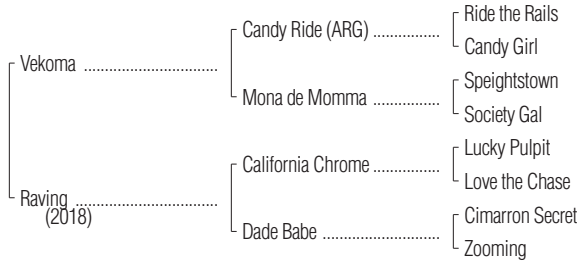 Ride the Rails
Candy Ride (ARG) ................
Candy Girl
Vekoma ................................
Speightstown
Mona de Momma ................
Society Gal
Lucky Pulpit
California Chrome ................
Love the Chase
Raving ..................................
(2018)
Cimarron Secret
Dade Babe ............................
Zooming